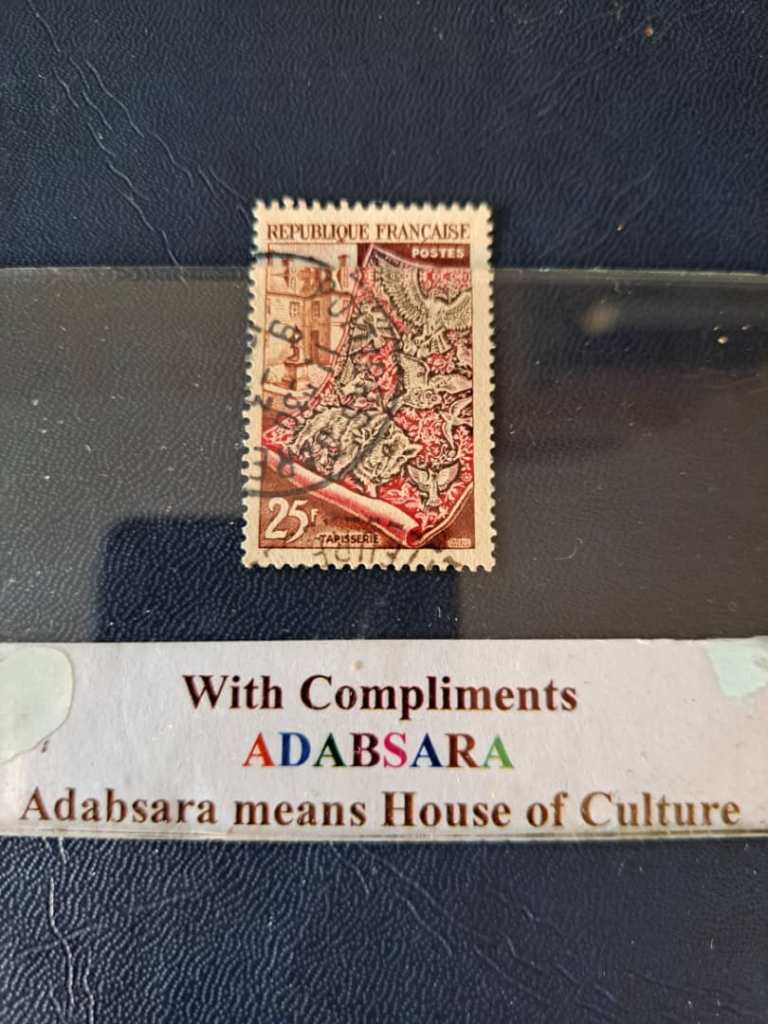 REPUBLIQUE FRANÇAISE
POSTES
25F
TAPISSERIE
With Compliments
ADABSARA
Adabsara means House of Culture